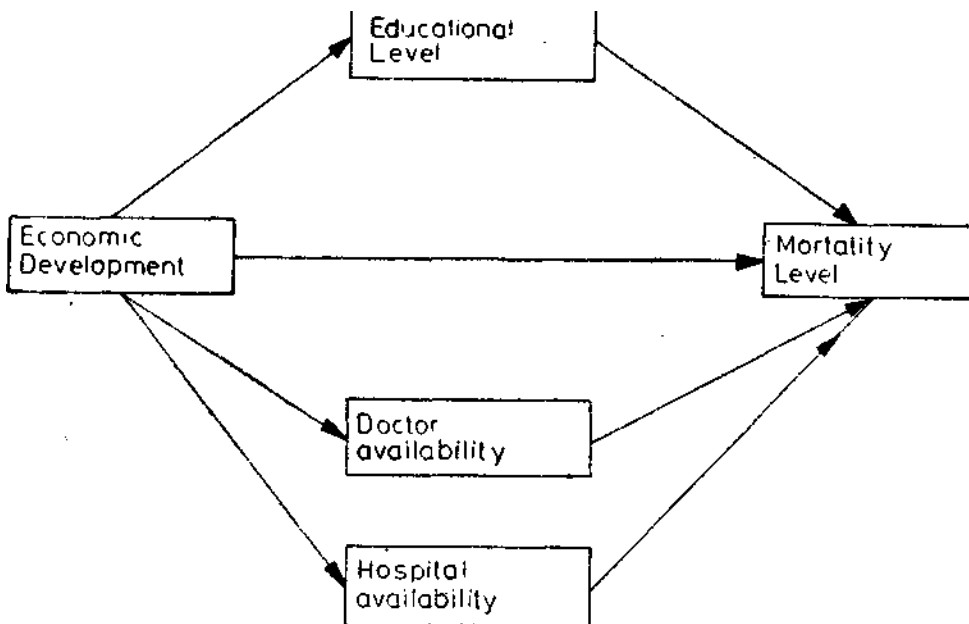 Educational
Level
Economic
Development
Mortality
Level
Doctor
availability
Hospital
availability